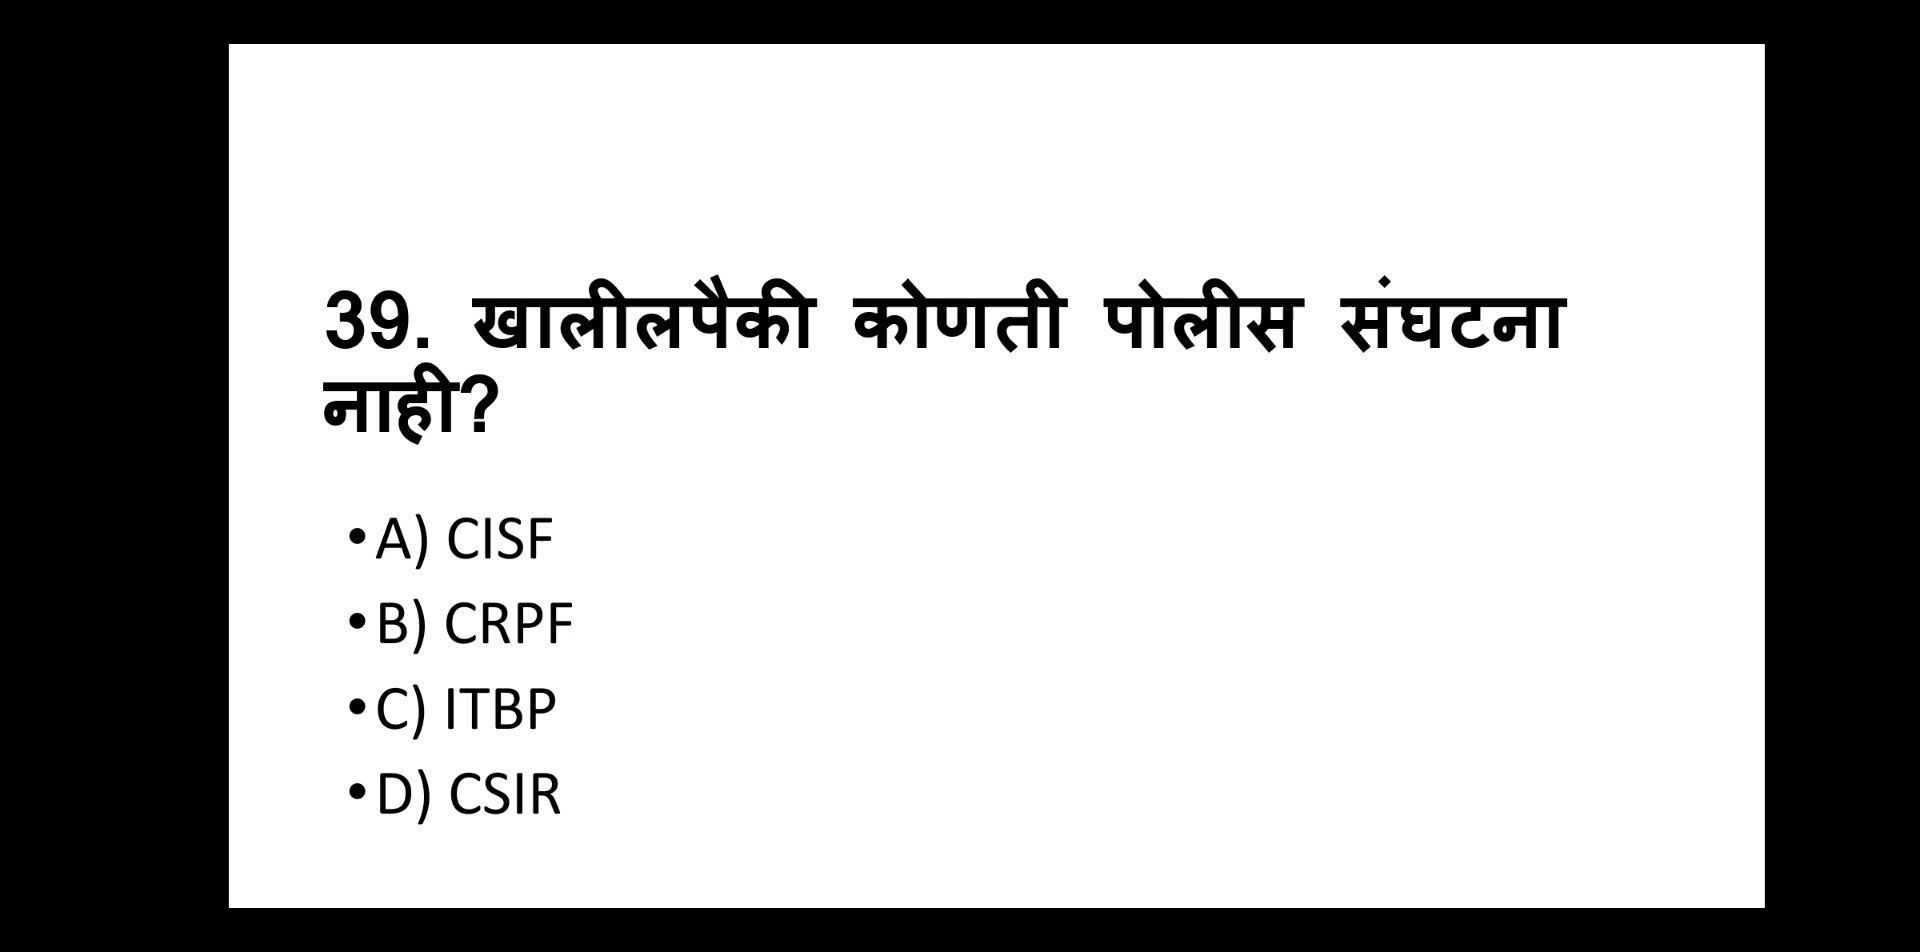 39. खालीलपैकी कोणती पोलीस संघटना
नाही?
•A) CISF
•B) CRPF
•C) ITBP
•D) CSIR